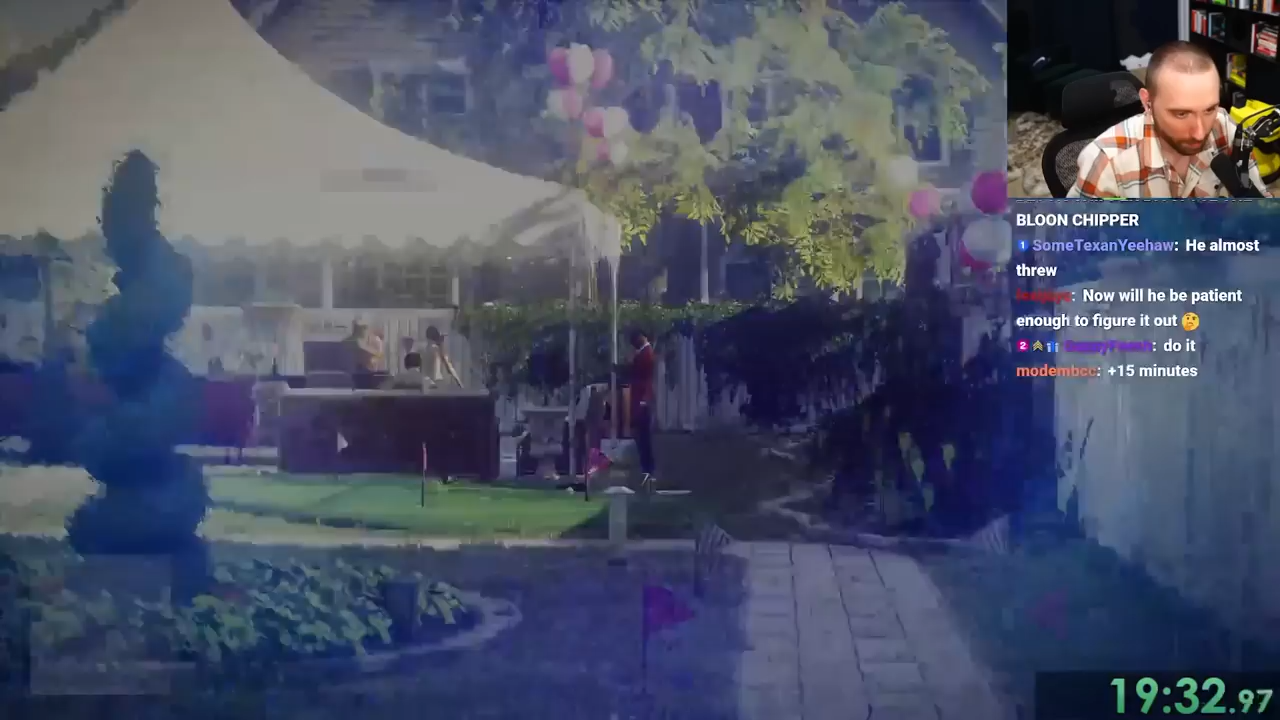 BLOON CHIPPER
SomeTexanYeehaw: He almost
threw
: Now will he be patient
enough to figure it out
: do it
modembcc: +15 minutes
19:32.97